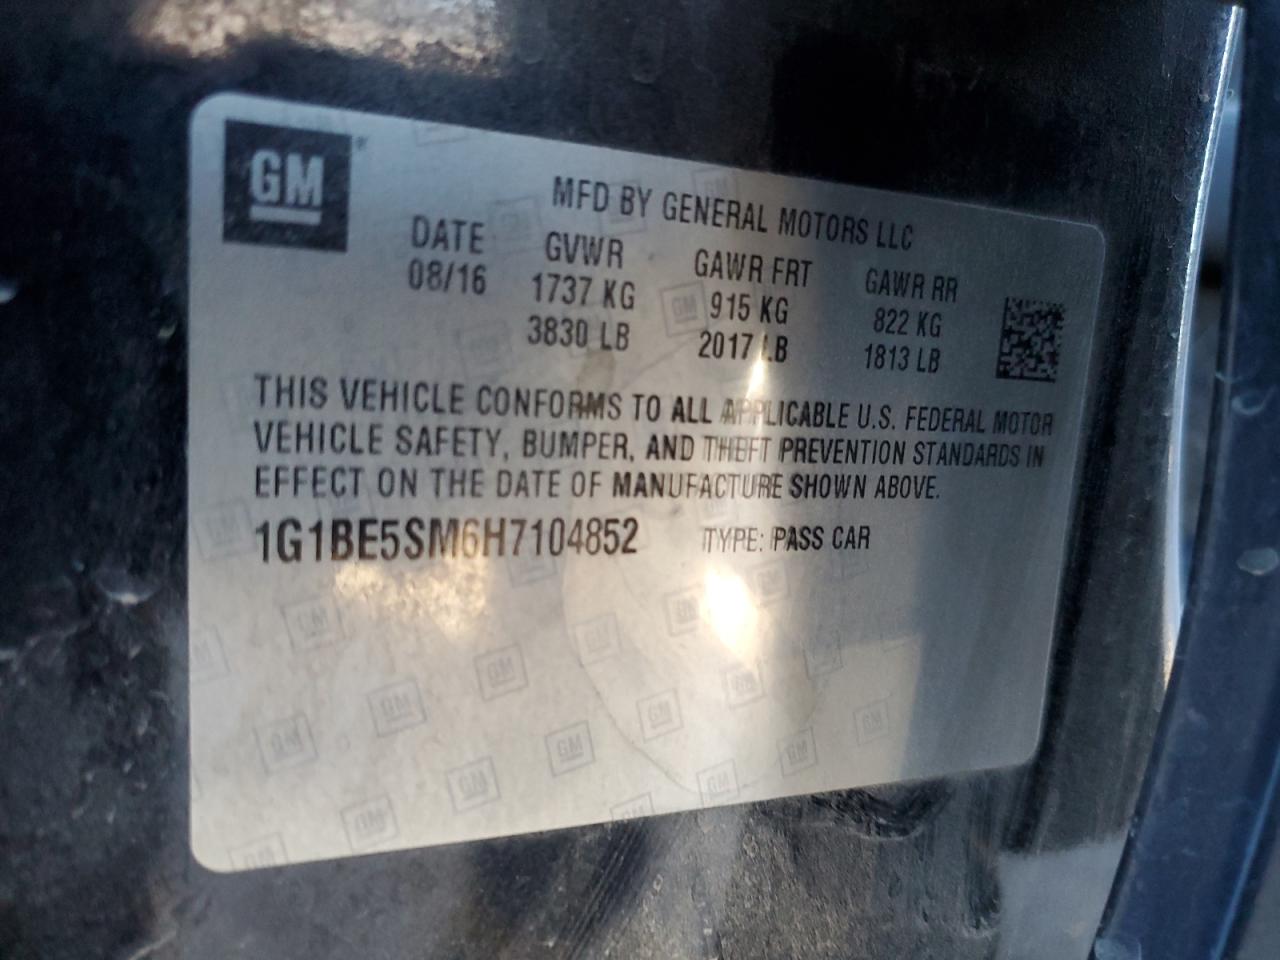 GM
MFD BY GENERAL MOTORS LLC
DATE GVWR GAWR FRT GAWR RR
08/16 1737 KG 915 KG 822 KG
3830 LB 2017 LB 1813 LB
THIS VEHICLE CONFORMS TO ALL APPLICABLE U.S. FEDERAL MOTOR
VEHICLE SAFETY, BUMPER, AND THEFT PREVENTION STANDARDS IN
EFFECT ON THE DATE OF MANUFACTURE SHOWN ABOVE.
1G1BE5SM6H7104852 TYPE: PASS CAR